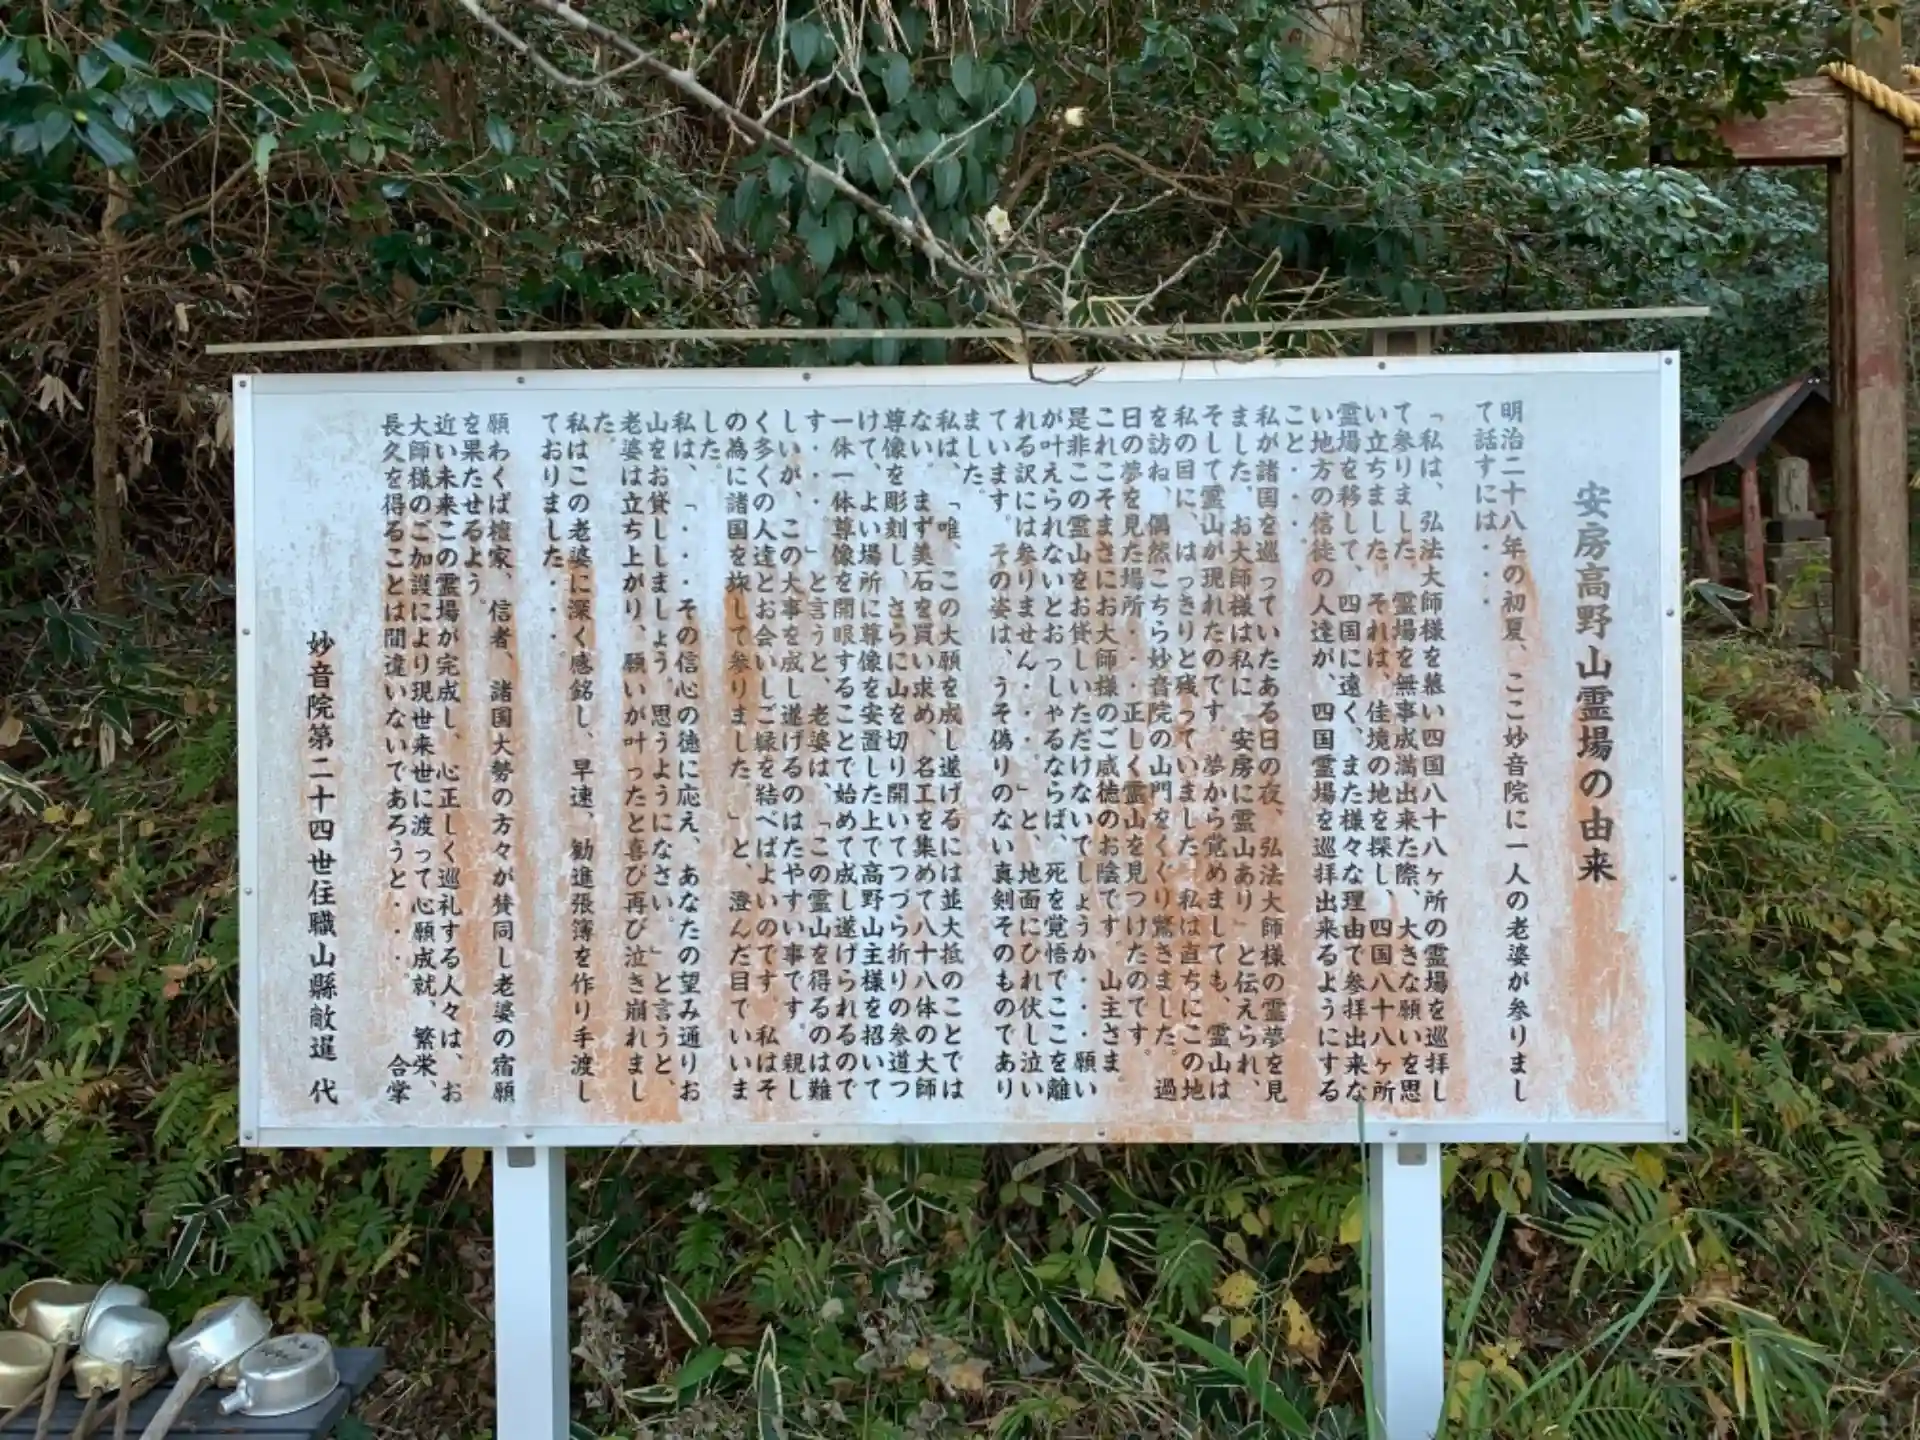 安房高野山霊場の由来
明治二十八年の初夏、ここ妙音院に一人の老婆が参りまし
て話すには・・・
「私は、弘法大師様を慕い四国八十八ヶ所の霊場を巡拝し
て参りました。霊場を無事成満出来た際、大きな願いを思
い立ちました。それは、佳境の地を探し、四国八十八ヶ所
霊場を移して、四国に遠く、また様々な理由で参拝出来な
い地方の信徒の人達が、四国霊場を巡拝出来るようにする
こと・・・。
私が諸国を巡っていたある日の夜、弘法大師様の霊夢を見
ました。お大師様は私に「安房に霊山あり」と伝えられ、
そして霊山が現れたのです。夢から覚めましても、霊山は
私の目に、はっきりと残っていました。私は直ちにこの地
を訪ね、偶然こちら妙音院の山門をくぐり驚きました。過
日の夢を見た場所・・・正しく霊山を見つけたのです。
これこそまさにお大師様のご威徳のお陰です。山主さま、
是非この霊山をお貸しいただけないでしょうか・・・願い
が叶えられないとおっしゃるならば、死を覚悟でここを離
れる訳には参りません・・・。」と、地面にひれ伏し泣い
ています。その姿は、うそ偽りのない真剣そのものであり
ました。
私は、「唯、この大願を成し遂げるには並大抵のことでは
ない。まず美石を買い求め、名工を集めて八十八体の大師
尊像を彫刻し、さらに山を切り開いてつづら折りの参道つ
けて、よい場所に尊像を安置した上で高野山主様を招いて
一体一体尊像を開眼することで始めて成し遂げられるので
す・・・」と言うと、老婆は、「この霊山を得るのは難
しいが、この大事を成し遂げるのはたやすい事です。親し
く多くの人達とお会いしご縁を結べばよいのです。私はそ
の為に諸国を旅して参りました。」と、澄んだ目でいいま
した。
私は、「・・・その信心の徳に応え、あなたの望み通りお
山をお貸ししましょう。思うようになさい。」と言うと、
老婆は立ち上がり、願いが叶ったと喜び再び泣き崩れまし
た。
私はこの老婆に深く感銘し、早速、勧進張簿を作り手渡し
ておりました・・・
願わくば檀家、信者、諸国大勢の方々が賛同し老婆の宿願
を果たせるよう。
近い未来この霊場が完成し、心正しく巡礼する人々は、お
大師様のご加護により現世来世に渡って心願成就、繁栄、
長久を得ることは間違いないであろうと・・・。 合掌
妙音院第二十四世住職山縣敞暹 代